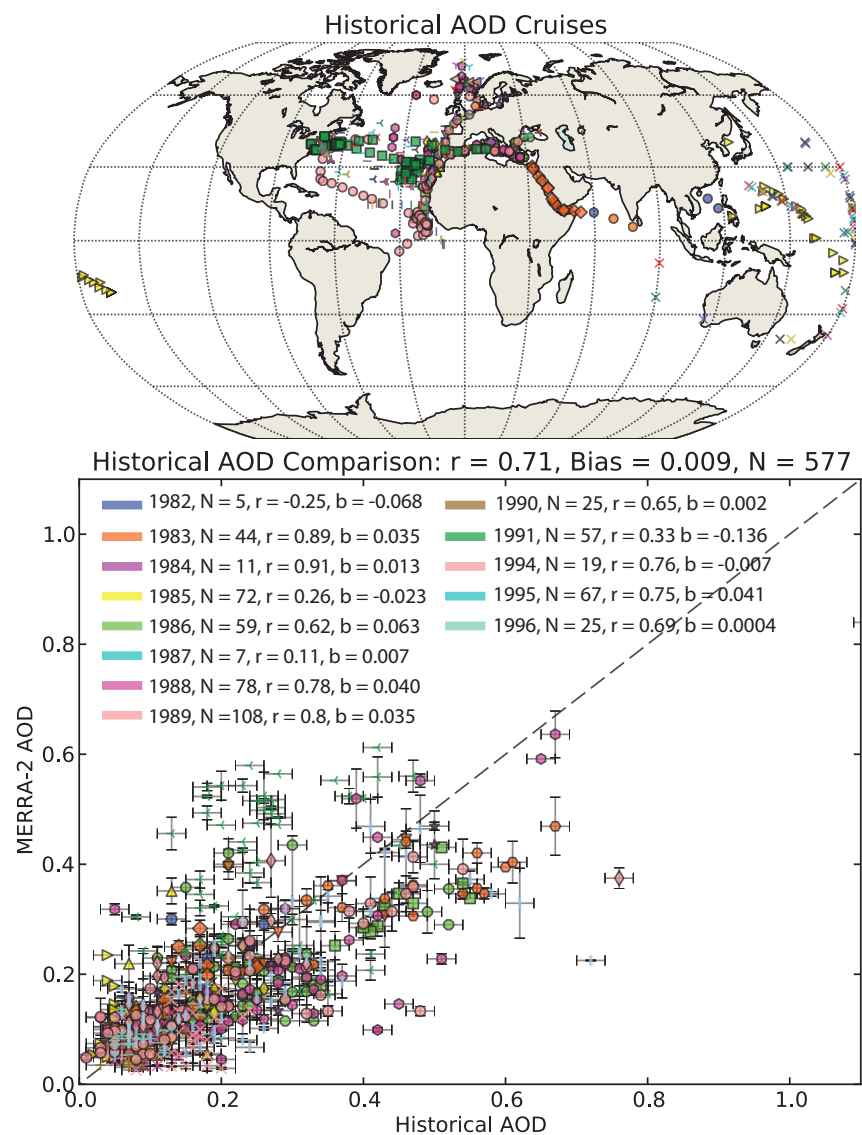 Historical AOD Cruises
Historical AOD Comparison: r = 0.71, Bias = 0.009, N = 577
1982, N = 5, r = -0.25, b = -0.068
1983, N = 44, r = 0.89, b = 0.035
1984, N = 11, r = 0.91, b = 0.013
1985, N = 72, r = 0.26, b = -0.023
1986, N = 59, r = 0.62, b = 0.063
1987, N = 7, r = 0.11, b = 0.007
1988, N = 78, r = 0.78, b = 0.040
1989, N =108, r = 0.8, b = 0.035
1990, N = 25, r = 0.65, b = 0.002
1991, N = 57, r = 0.33 b = -0.136
1994, N = 19, r = 0.76, b = -0.007
1995, N = 67, r = 0.75, b = 0.041
1996, N = 25, r = 0.69, b = 0.0004
MERRA-2 AOD
1.0
0.8
0.6
0.4
0.2
0.0
0.0 0.2 0.4 0.6 0.8 1.0
Historical AOD